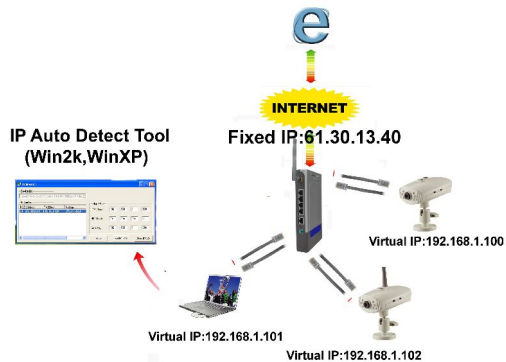 INTERNET
IP Auto Detect Tool
(Win2k,WinXP)
Fixed IP:61.30.13.40
Virtual IP:192.168.1.100
Virtual IP:192.168.1.101
Virtual IP:192.168.1.102